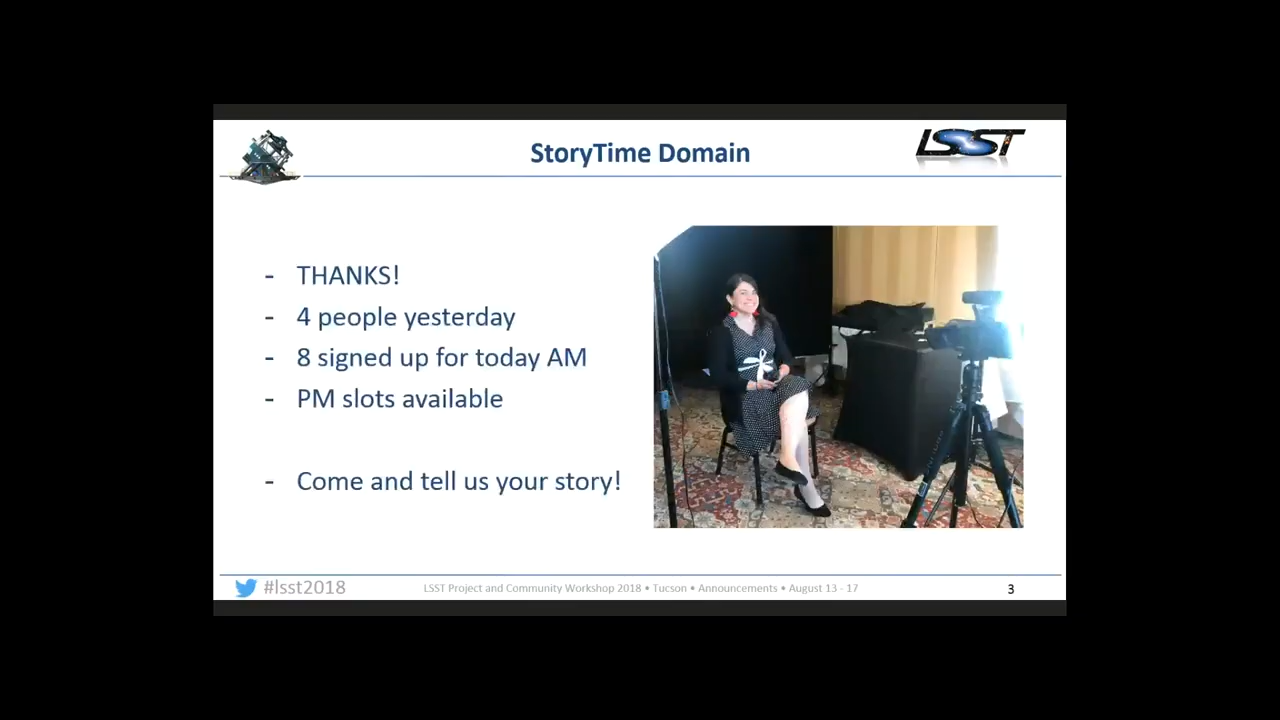 StoryTime Domain
LSST
- THANKS!
- 4 people yesterday
- 8 signed up for today AM
- PM slots available
- Come and tell us your story!
#lsst2018
LSST Project and Community Workshop 2018 • Tucson • Announcements • August 13 - 17
3